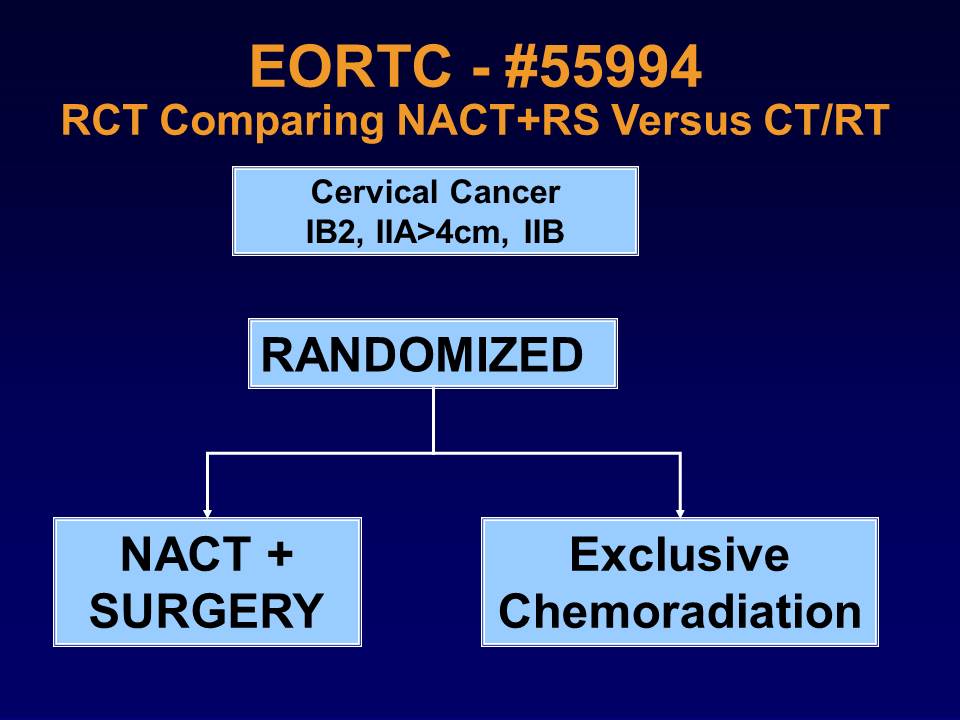 EORTC - #55994
RCT Comparing NACT+RS Versus CT/RT
Cervical Cancer
IB2, IIA>4cm, IIB
RANDOMIZED
NACT +
SURGERY
Exclusive
Chemoradiation